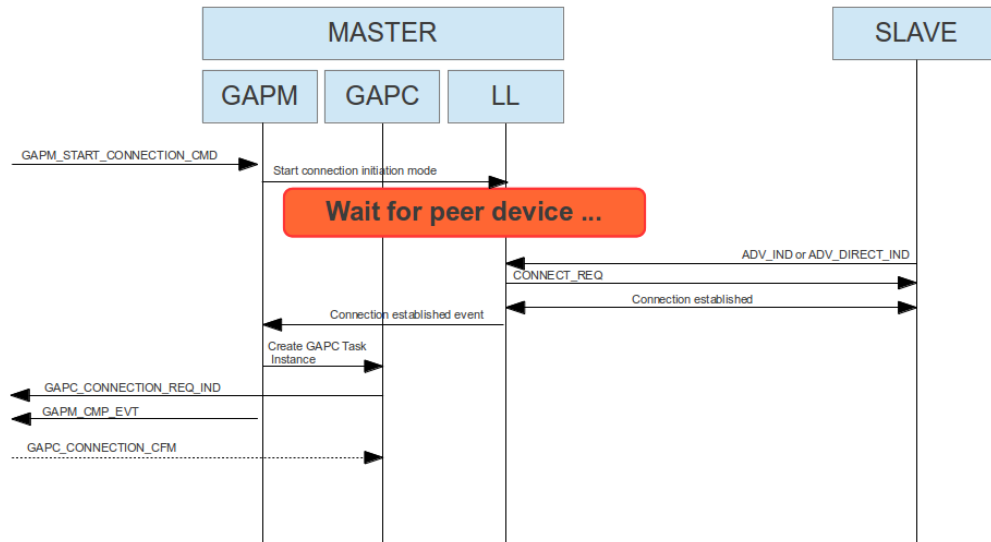 MASTER
SLAVE
GAPM
GAPC
LL
GAPM_START_CONNECTION_CMD
Start connection initiation mode
Wait for peer device ...
ADV_IND or ADV_DIRECT_IND
CONNECT_REQ
Connection established
Connection established event
Create GAPC Task
Instance
GAPC_CONNECTION_REQ_IND
GAPM_CMP_EVT
GAPC_CONNECTION_CFM